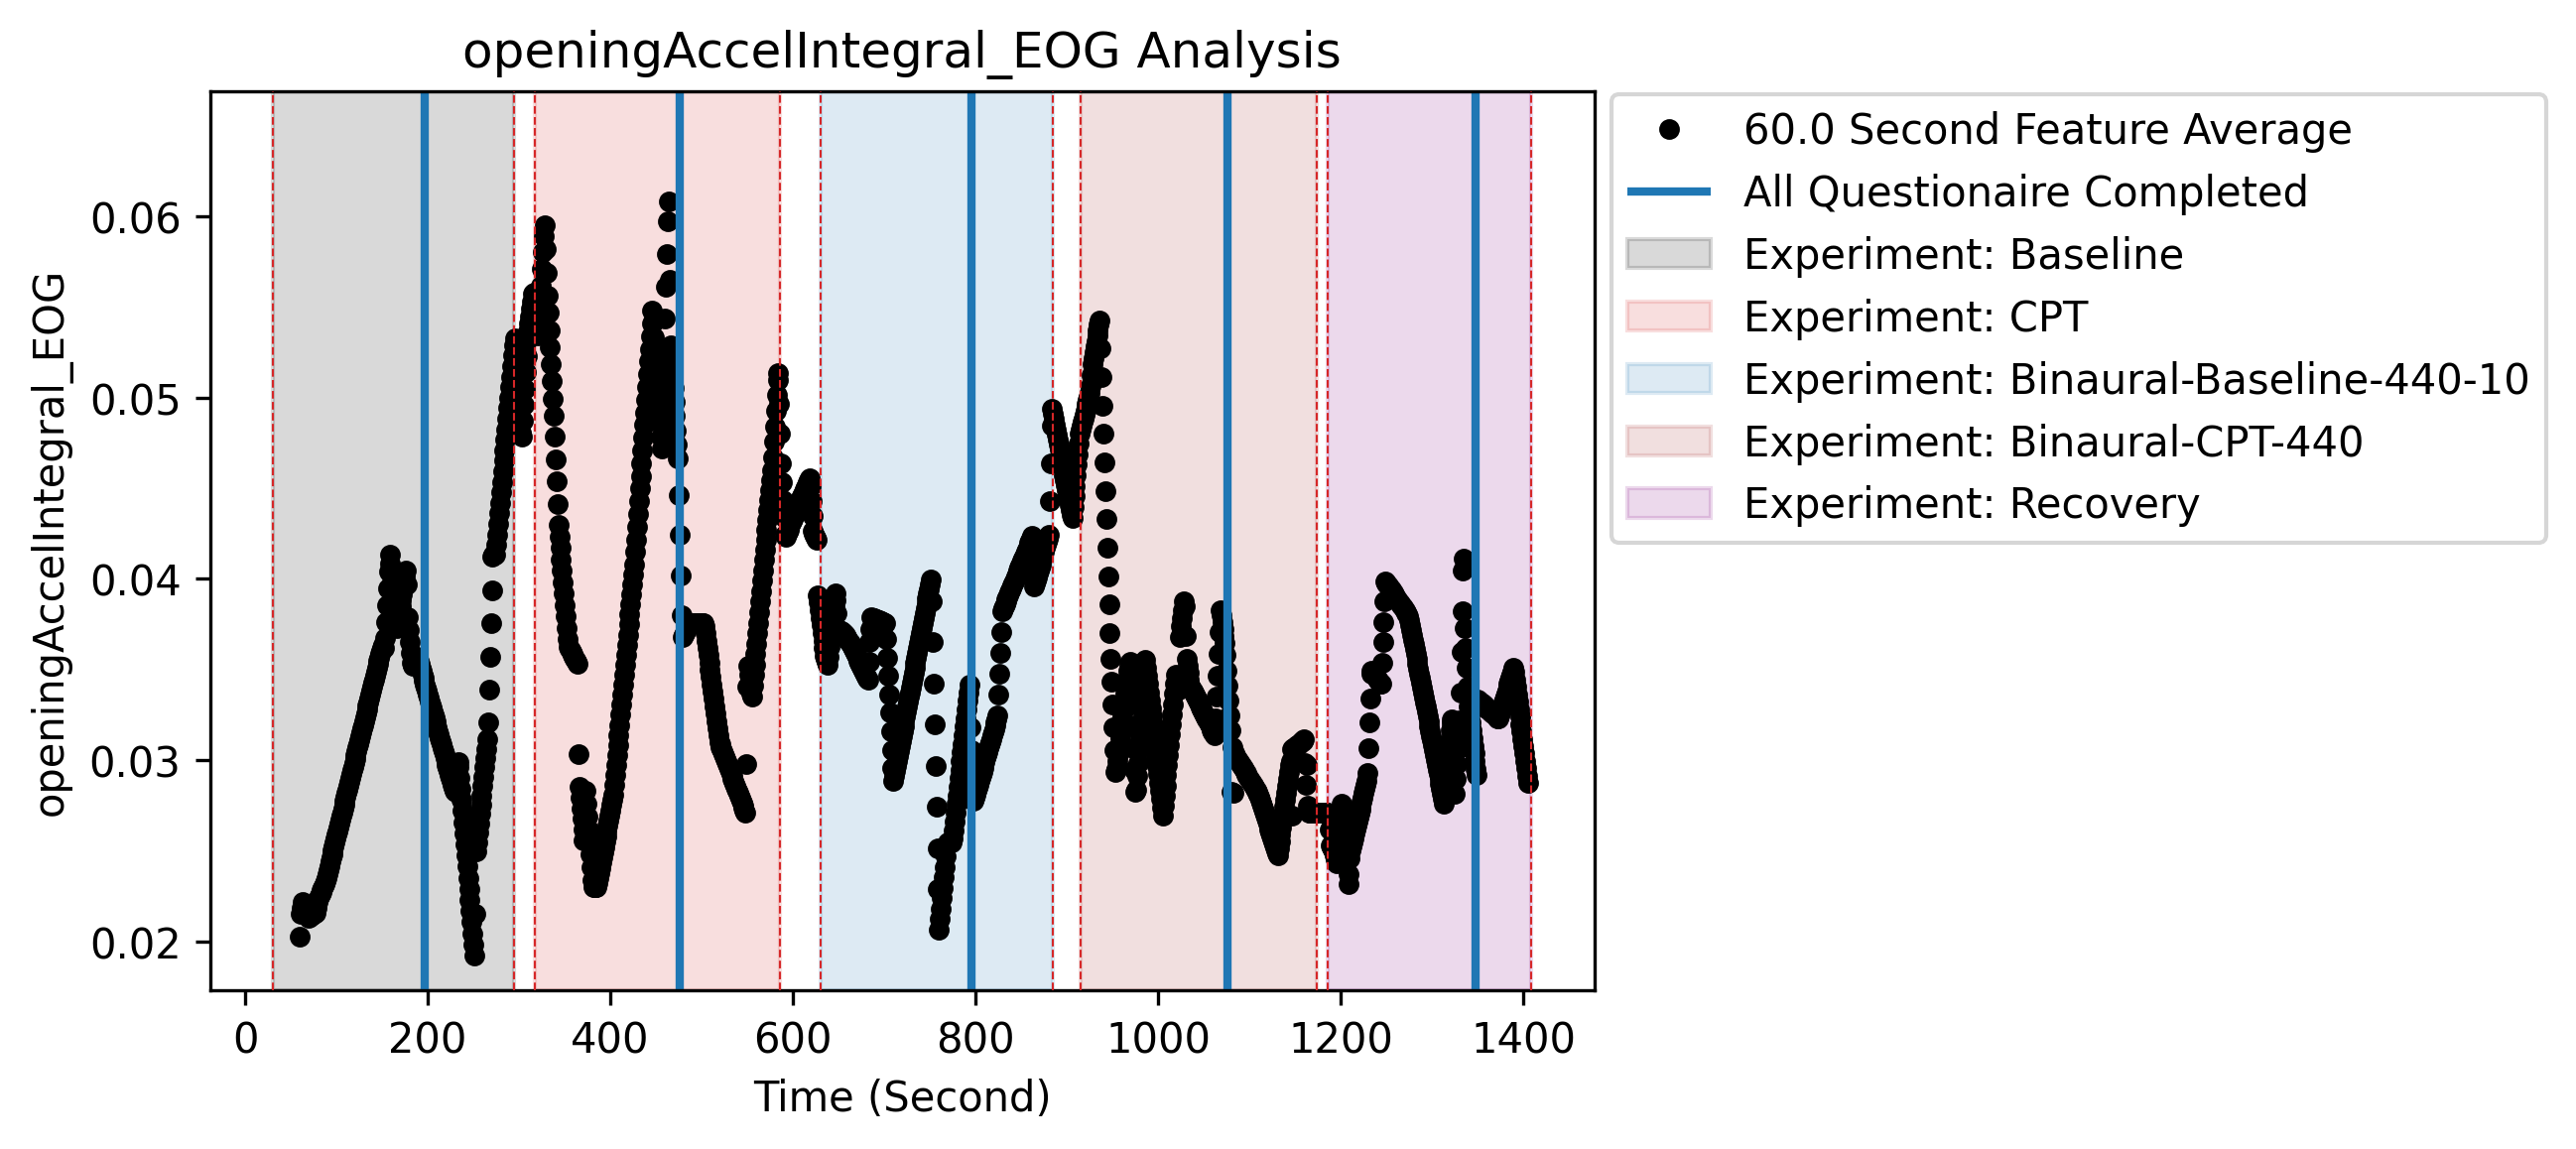 openingAccelIntegral_EOG Analysis
openingAccelIntegral_EOG
0.06
0.05
0.04
0.03
0.02
0 200 400 600 800 1000 1200 1400
Time (Second)
60.0 Second Feature Average
All Questionaire Completed
Experiment: Baseline
Experiment: CPT
Experiment: Binaural-Baseline-440-10
Experiment: Binaural-CPT-440
Experiment: Recovery